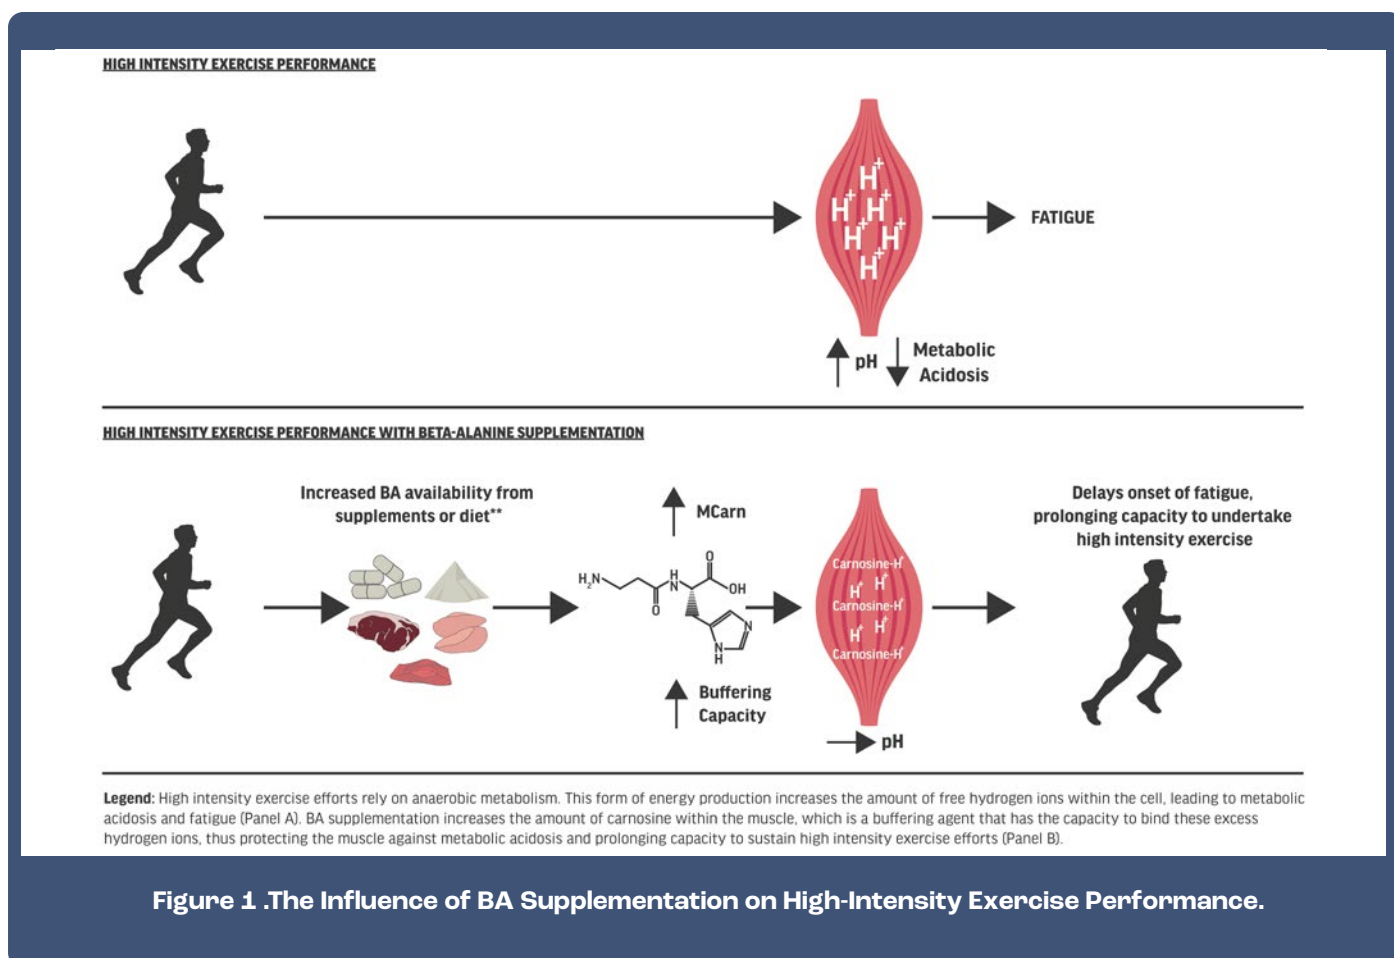 HIGH INTENSITY EXERCISE PERFORMANCE
H+
H+ H+
H+ H+
H+
FATIGUE
pH
Metabolic
Acidosis
HIGH INTENSITY EXERCISE PERFORMANCE WITH BETA-ALANINE SUPPLEMENTATION
Increased BA availability from
supplements or diet**
MCarn
H2N
O
H
N
O
OH
N
N
H
Buffering
Capacity
Carnosine-H+
H+ H+
Carnosine-H+
H+ H+
Carnosine-H+
pH
Delays onset of fatigue,
prolonging capacity to undertake
high intensity exercise
Legend: High intensity exercise efforts rely on anaerobic metabolism. This form of energy production increases the amount of free hydrogen ions within the cell, leading to metabolic
acidosis and fatigue (Panel A). BA supplementation increases the amount of carnosine within the muscle, which is a buffering agent that has the capacity to bind these excess
hydrogen ions, thus protecting the muscle against metabolic acidosis and prolonging capacity to sustain high intensity exercise efforts (Panel B).
Figure 1 .The Influence of BA Supplementation on High-Intensity Exercise Performance.